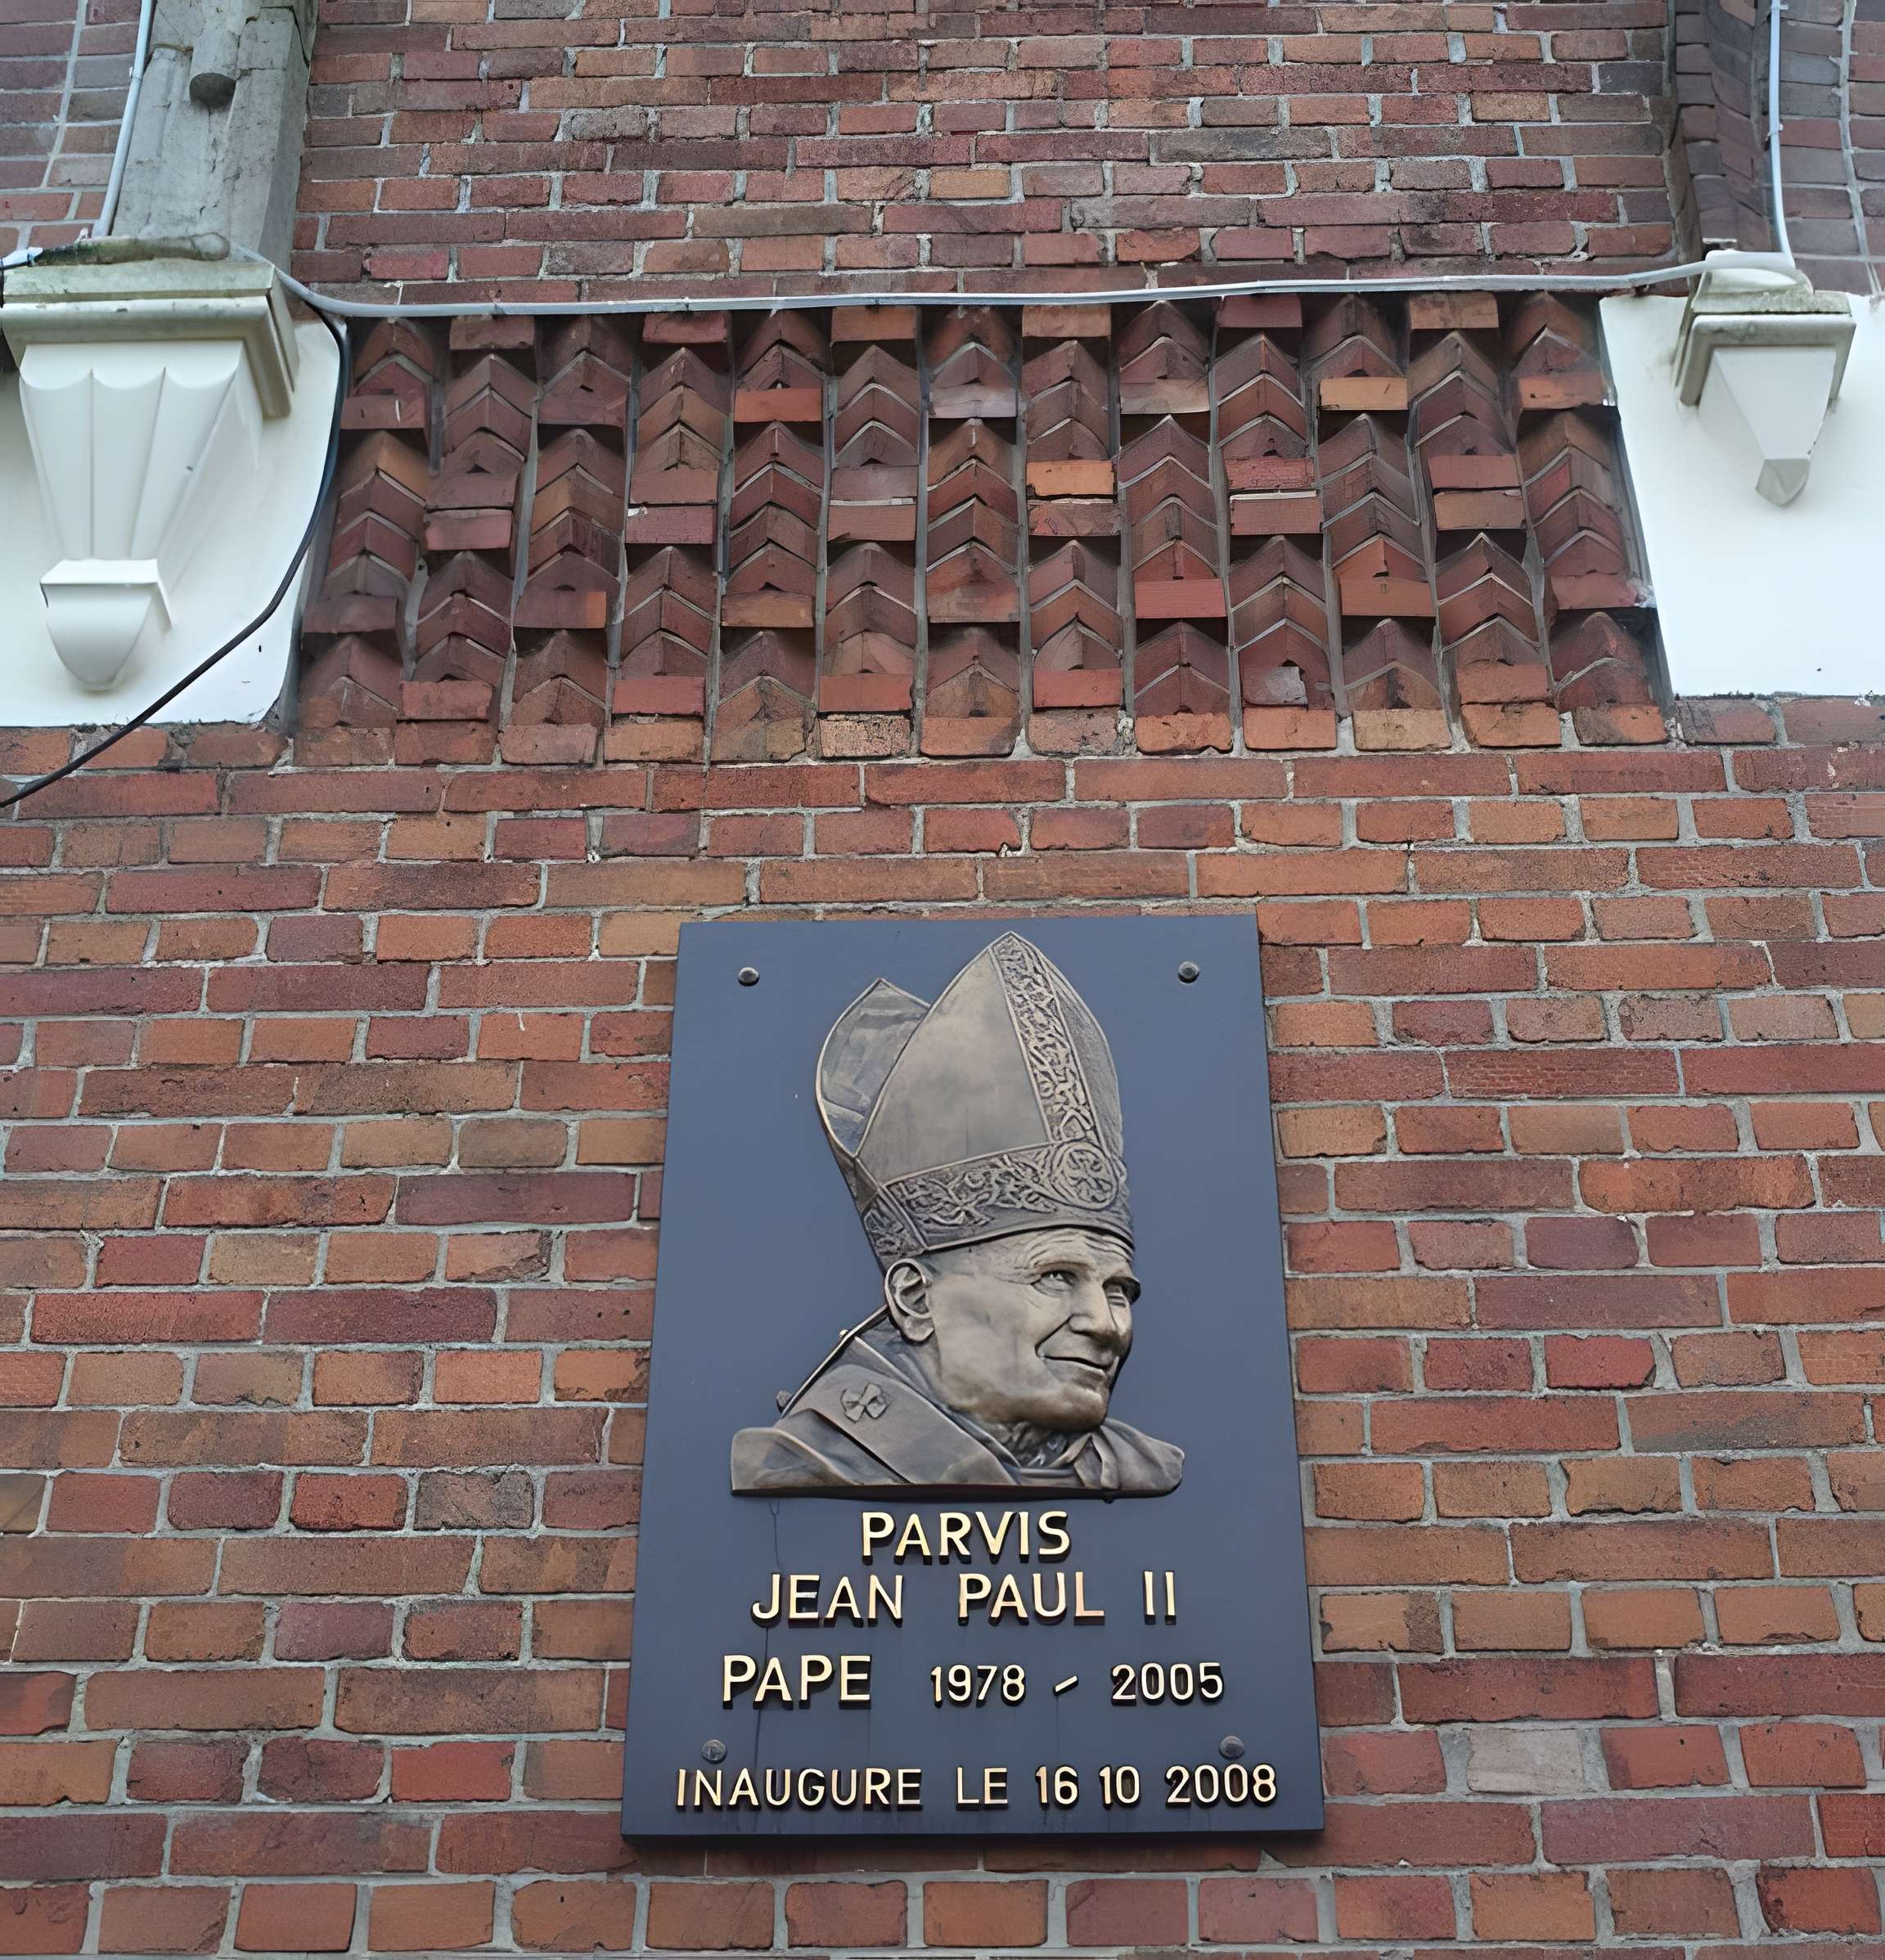 PARVIS
JEAN PAUL II
PAPE 1978 - 2005
INAUGURE LE 16 10 2008